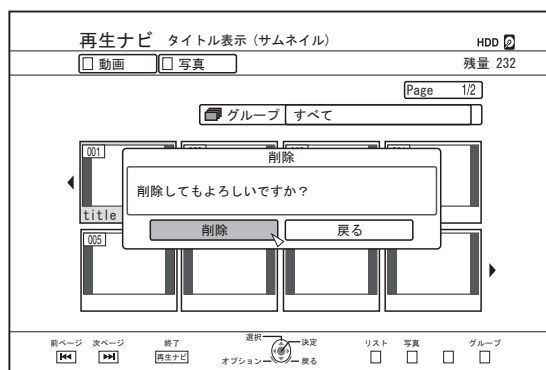 再生ナビ タイトル表示（サムネイル） HDD
動画 写真 残量 232
Page 1/2
グループ すべて
001
削除
削除してもよろしいですか？
title
削除 戻る
005
前ページ 次ページ 終了 選択 決定 リスト 写真 グループ
再生ナビ
オプション 戻る